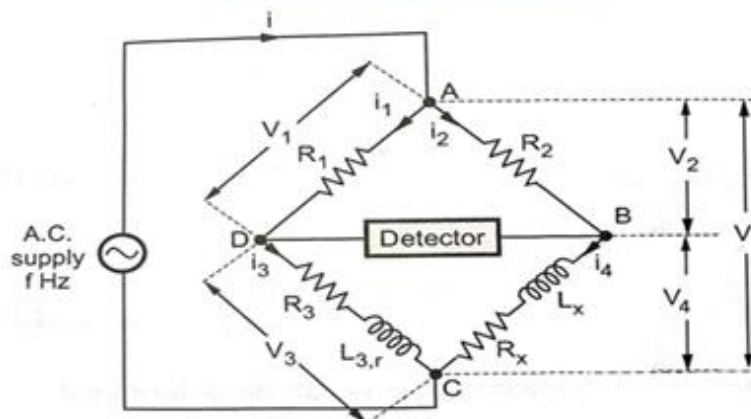 i
A
V1
i1
i2
R1
R2
V2
B
D
Detector
V
A.C.
supply
f Hz
i3
i4
R3
Lx
V4
V3
L3,r
Rx
C